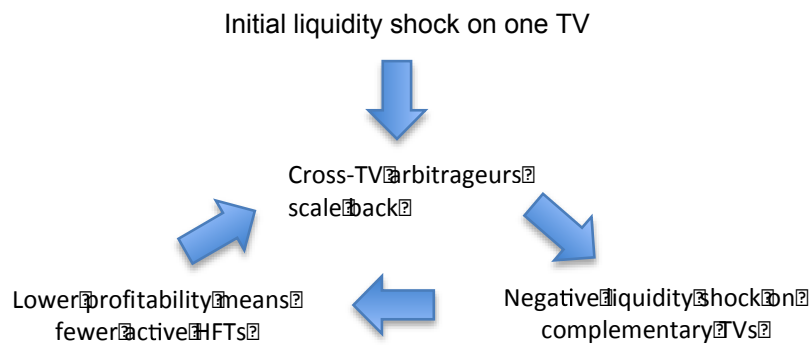 Initial liquidity shock on one TV
Cross-TV⍰arbitrageurs⍰
scale⍰back⍰
Lower⍰profitability⍰means⍰
fewer⍰active⍰HFTs⍰
Negative⍰liquidity⍰shock⍰on⍰
complementary⍰TVs⍰